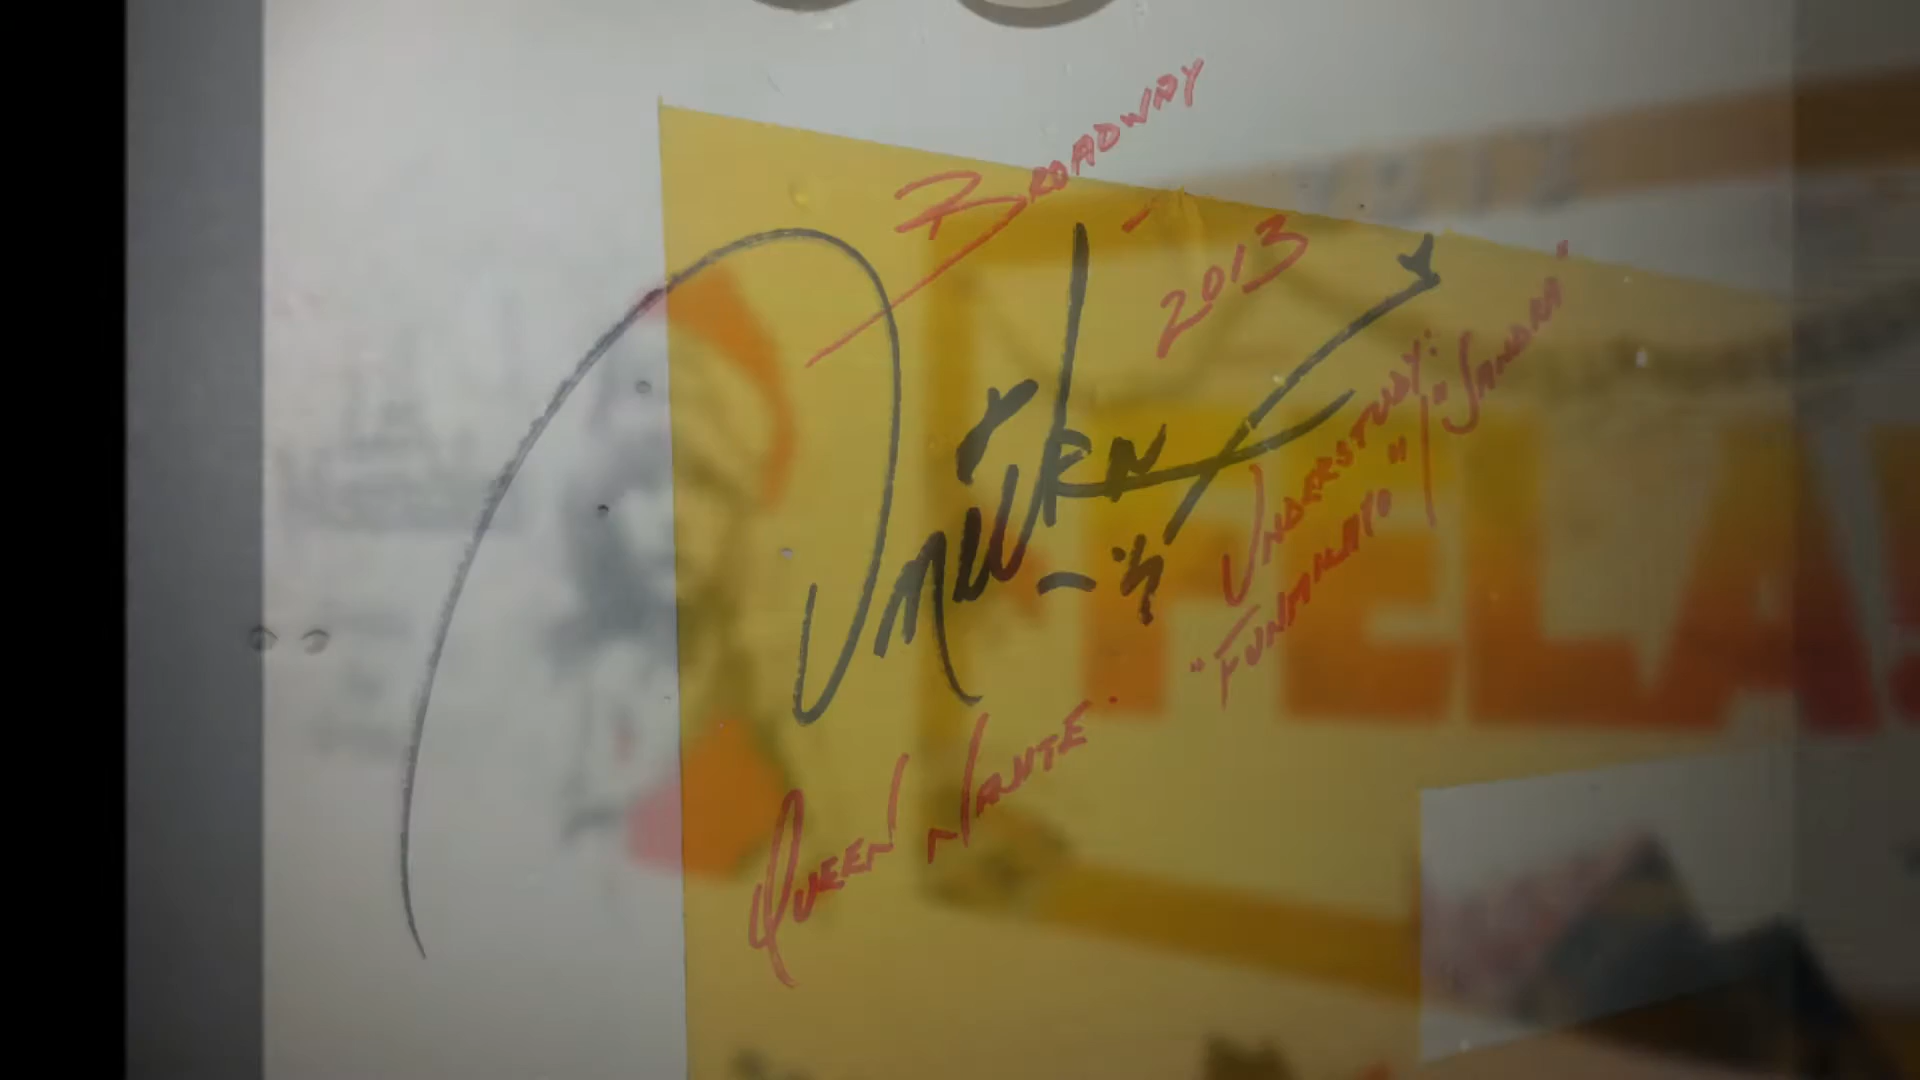 BROADWAY
2013
UNDERSTUDY:
"FUNMILAYO" / "SANDRA"
QUEEN NANTE
FELA!